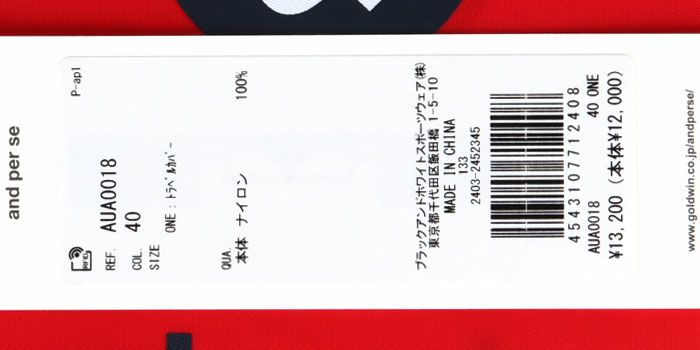 and per se
P-apl
REF. AUA0018
COL. 40
SIZE
ONE : トラベルカバー
QUA.
本体 ナイロン 100%
ブラックアンドホワイトスポーツウェア(株)
東京都千代田区飯田橋 1-5-10
MADE IN CHINA
133
2403-2452345
4543107712408
AUA0018 40 ONE
¥13,200 (本体¥12,000)
www.goldwin.co.jp/andperse/
RFID